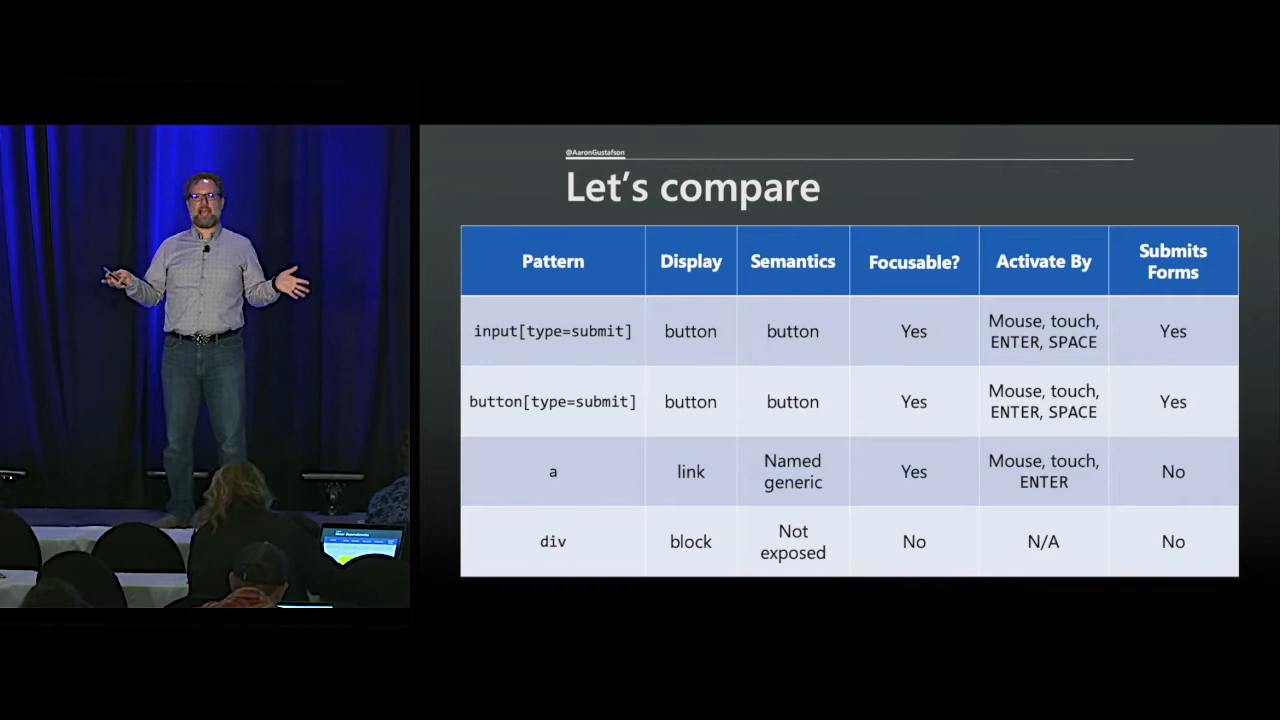 @AaronGustafson
Let's compare
Pattern Display Semantics Focusable? Activate By Submits Forms
input[type=submit] button button Yes Mouse, touch, ENTER, SPACE Yes
button[type=submit] button button Yes Mouse, touch, ENTER, SPACE Yes
a link Named generic Yes Mouse, touch, ENTER No
div block Not exposed No N/A No